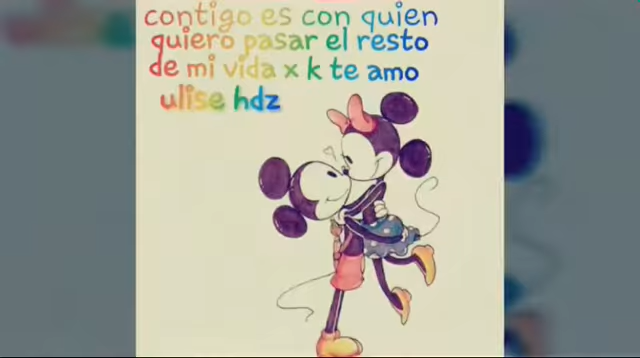 contigo es con quien
quiero pasar el resto
de mi vida x k te amo
ulise hdz